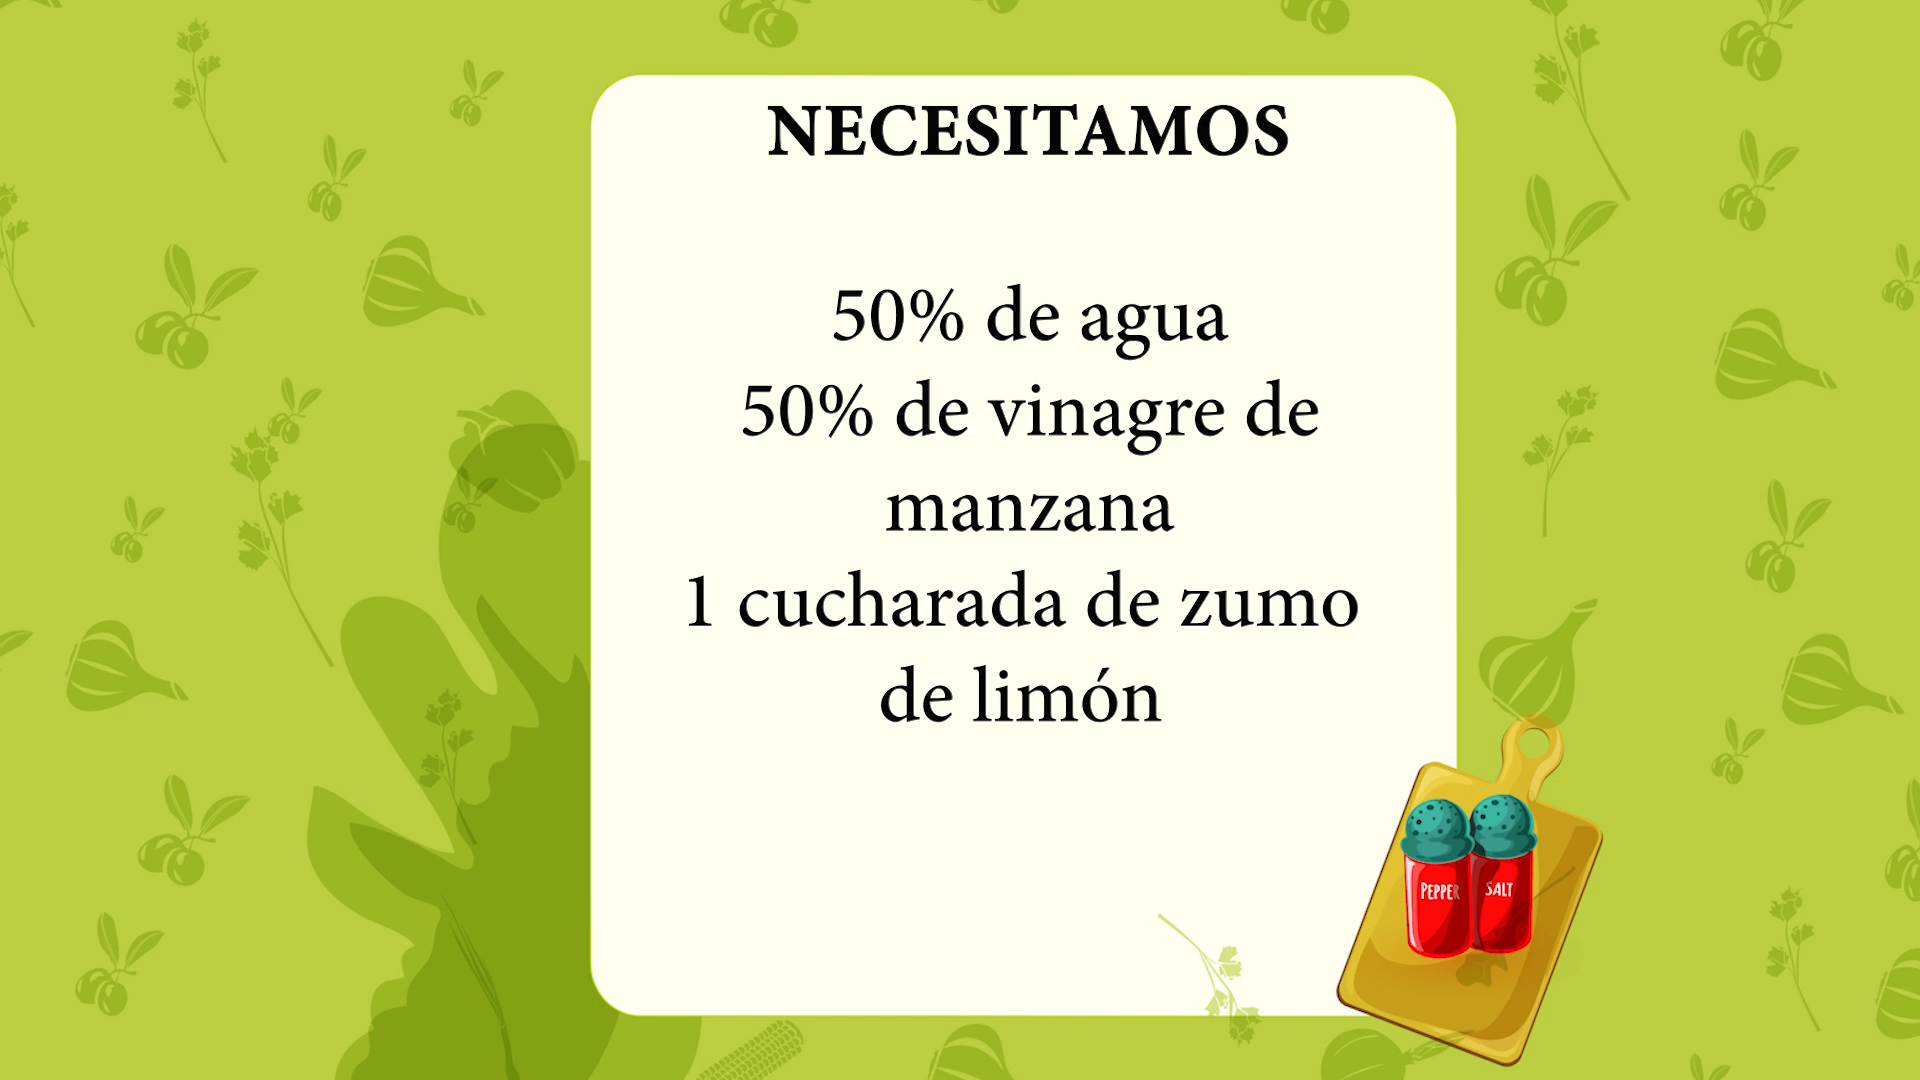 NECESITAMOS
50% de agua
50% de vinagre de
manzana
1 cucharada de zumo
de limón
PEPPER SALT